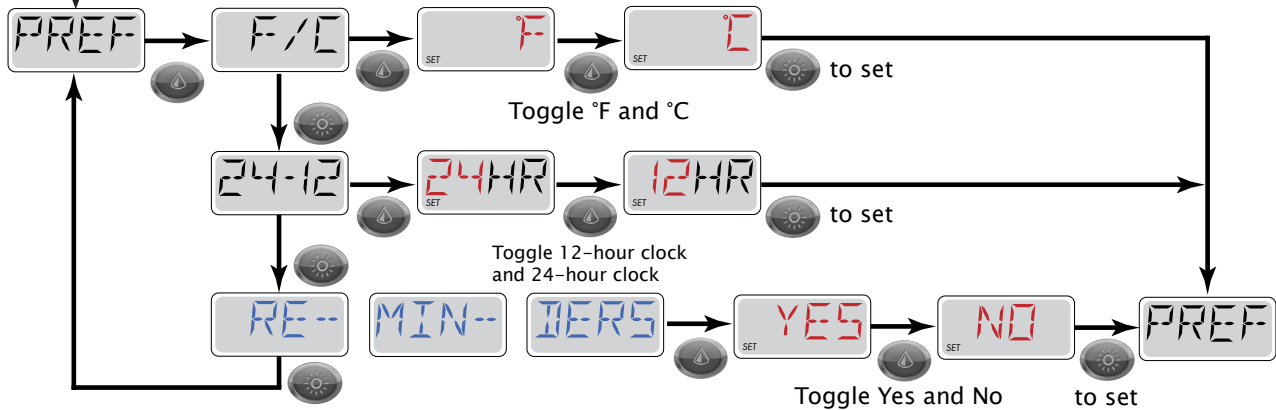 PREF
F/C
SET °F
SET °C
to set
Toggle °F and °C
24-12
SET 24HR
SET 12HR
to set
Toggle 12-hour clock
and 24-hour clock
RE-- MIN-- DERS
SET YES
SET NO
PREF
Toggle Yes and No
to set